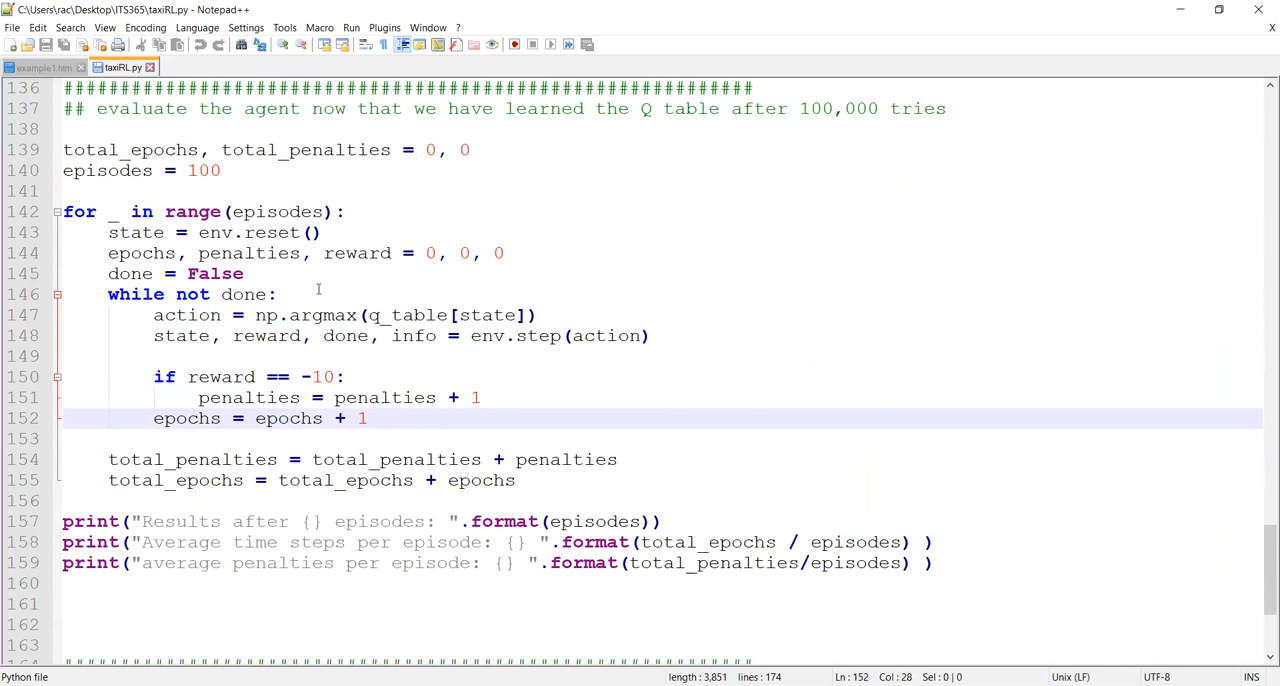 C:\Users\rac\Desktop\ITS365\taxiRL.py - Notepad++
File Edit Search View Encoding Language Settings Tools Macro Run Plugins Window ?
X
example1.htm taxiRL.py
136 #############################################################
137 ## evaluate the agent now that we have learned the Q table after 100,000 tries
138
139 total_epochs, total_penalties = 0, 0
140 episodes = 100
141
142 for _ in range(episodes):
143 state = env.reset()
144 epochs, penalties, reward = 0, 0, 0
145 done = False
146 while not done:
147 action = np.argmax(q_table[state])
148 state, reward, done, info = env.step(action)
149
150 if reward == -10:
151 penalties = penalties + 1
152 epochs = epochs + 1
153
154 total_penalties = total_penalties + penalties
155 total_epochs = total_epochs + epochs
156
157 print("Results after {} episodes: ".format(episodes))
158 print("Average time steps per episode: {} ".format(total_epochs / episodes) )
159 print("average penalties per episode: {} ".format(total_penalties/episodes) )
160
161
162
163
164 #############################################################
Python file length : 3,851 lines : 174 Ln : 152 Col : 28 Sel : 0 | 0 Unix (LF) UTF-8 INS